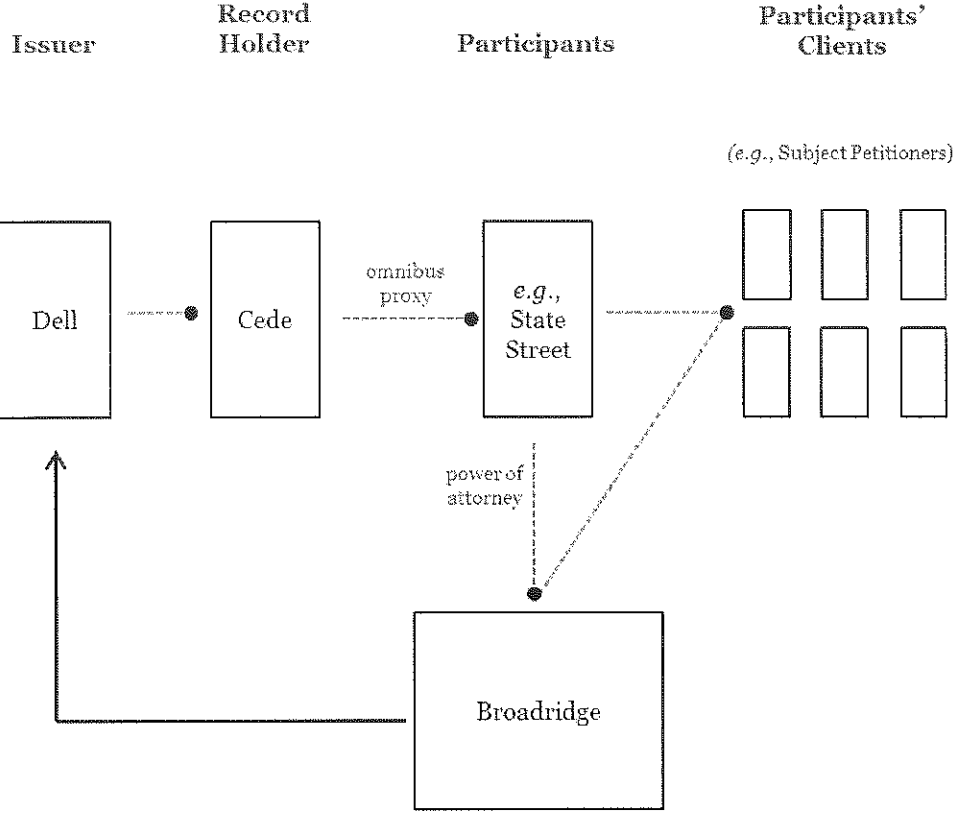 Issuer
Record
Holder
Participants
Participants’
Clients
(e.g., Subject Petitioners)
Dell
Cede
omnibus
proxy
e.g.,
State
Street
power of
attorney
Broadridge